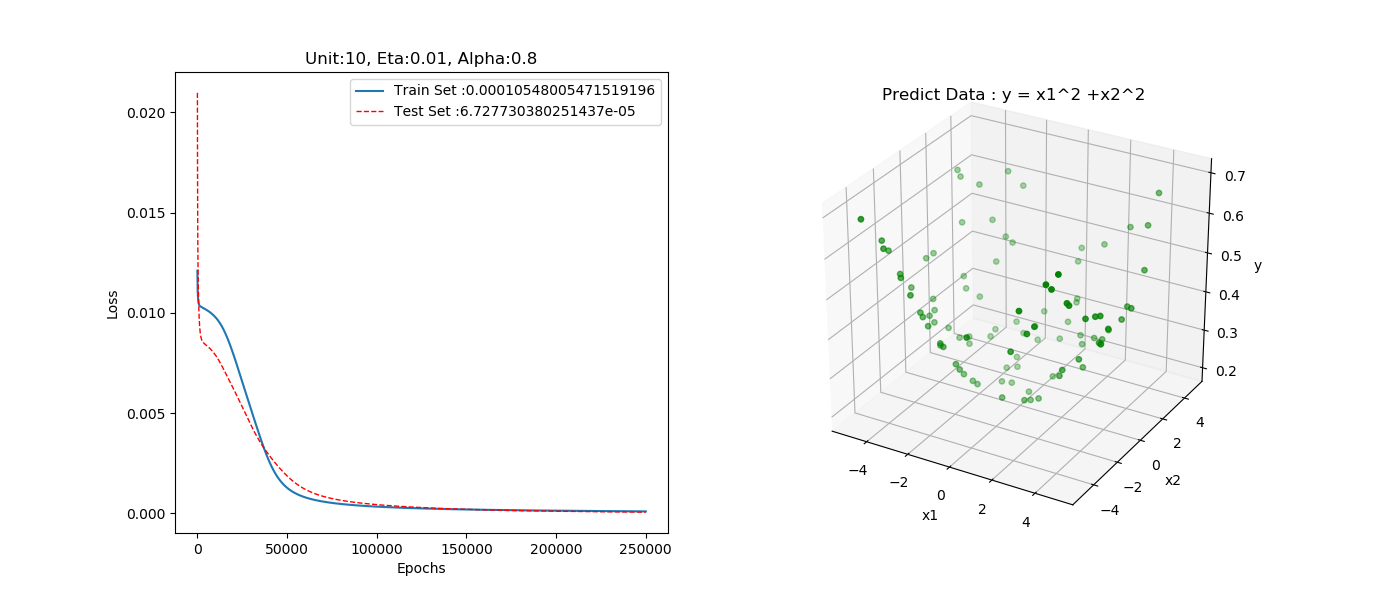 Unit:10, Eta:0.01, Alpha:0.8
Train Set :0.00010548005471519196
Test Set :6.727730380251437e-05
0.020
0.015
0.010
0.005
0.000
Loss
0 50000 100000 150000 200000 250000
Epochs
Predict Data : y = x1^2 +x2^2
0.7
0.6
0.5
0.4
0.3
0.2
y
−4 −2 0 2 4
x1
−4 −2 0 2 4
x2